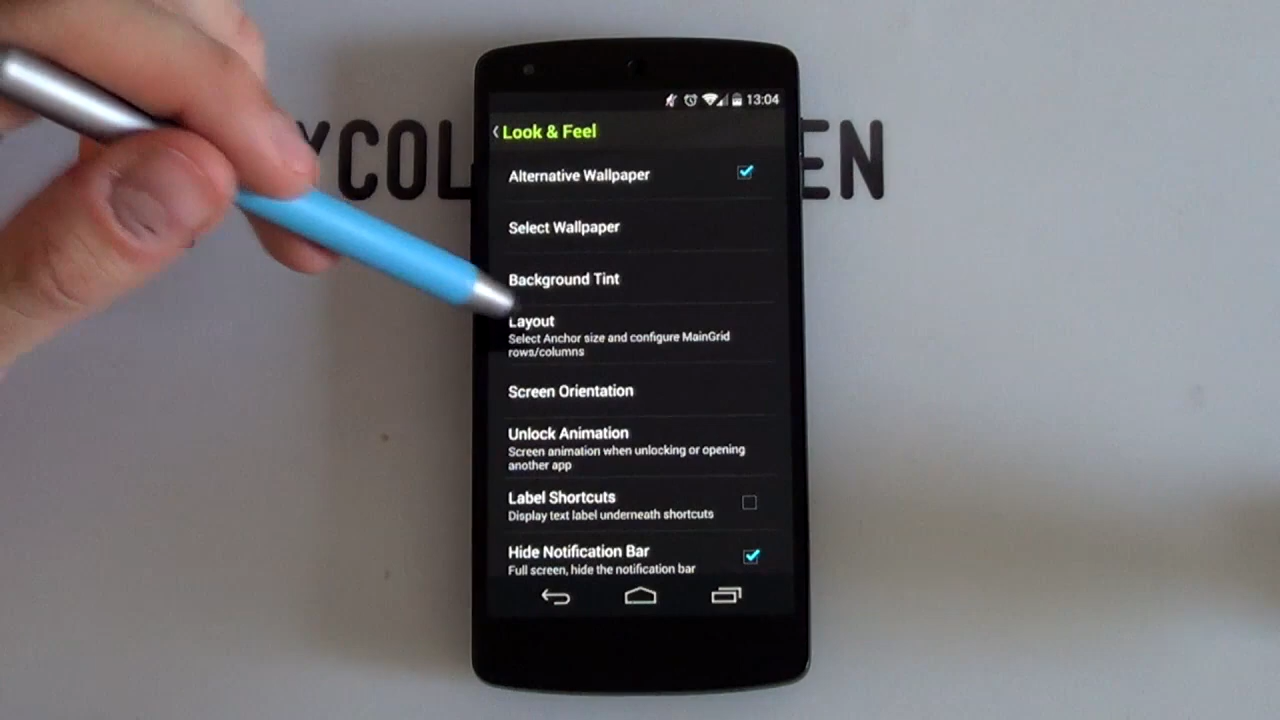 13:04
YCOL EN
Look & Feel
Alternative Wallpaper
Select Wallpaper
Background Tint
Layout
Select Anchor size and configure MainGrid
rows/columns
Screen Orientation
Unlock Animation
Screen animation when unlocking or opening
another app
Label Shortcuts
Display text label underneath shortcuts
Hide Notification Bar
Full screen, hide the notification bar